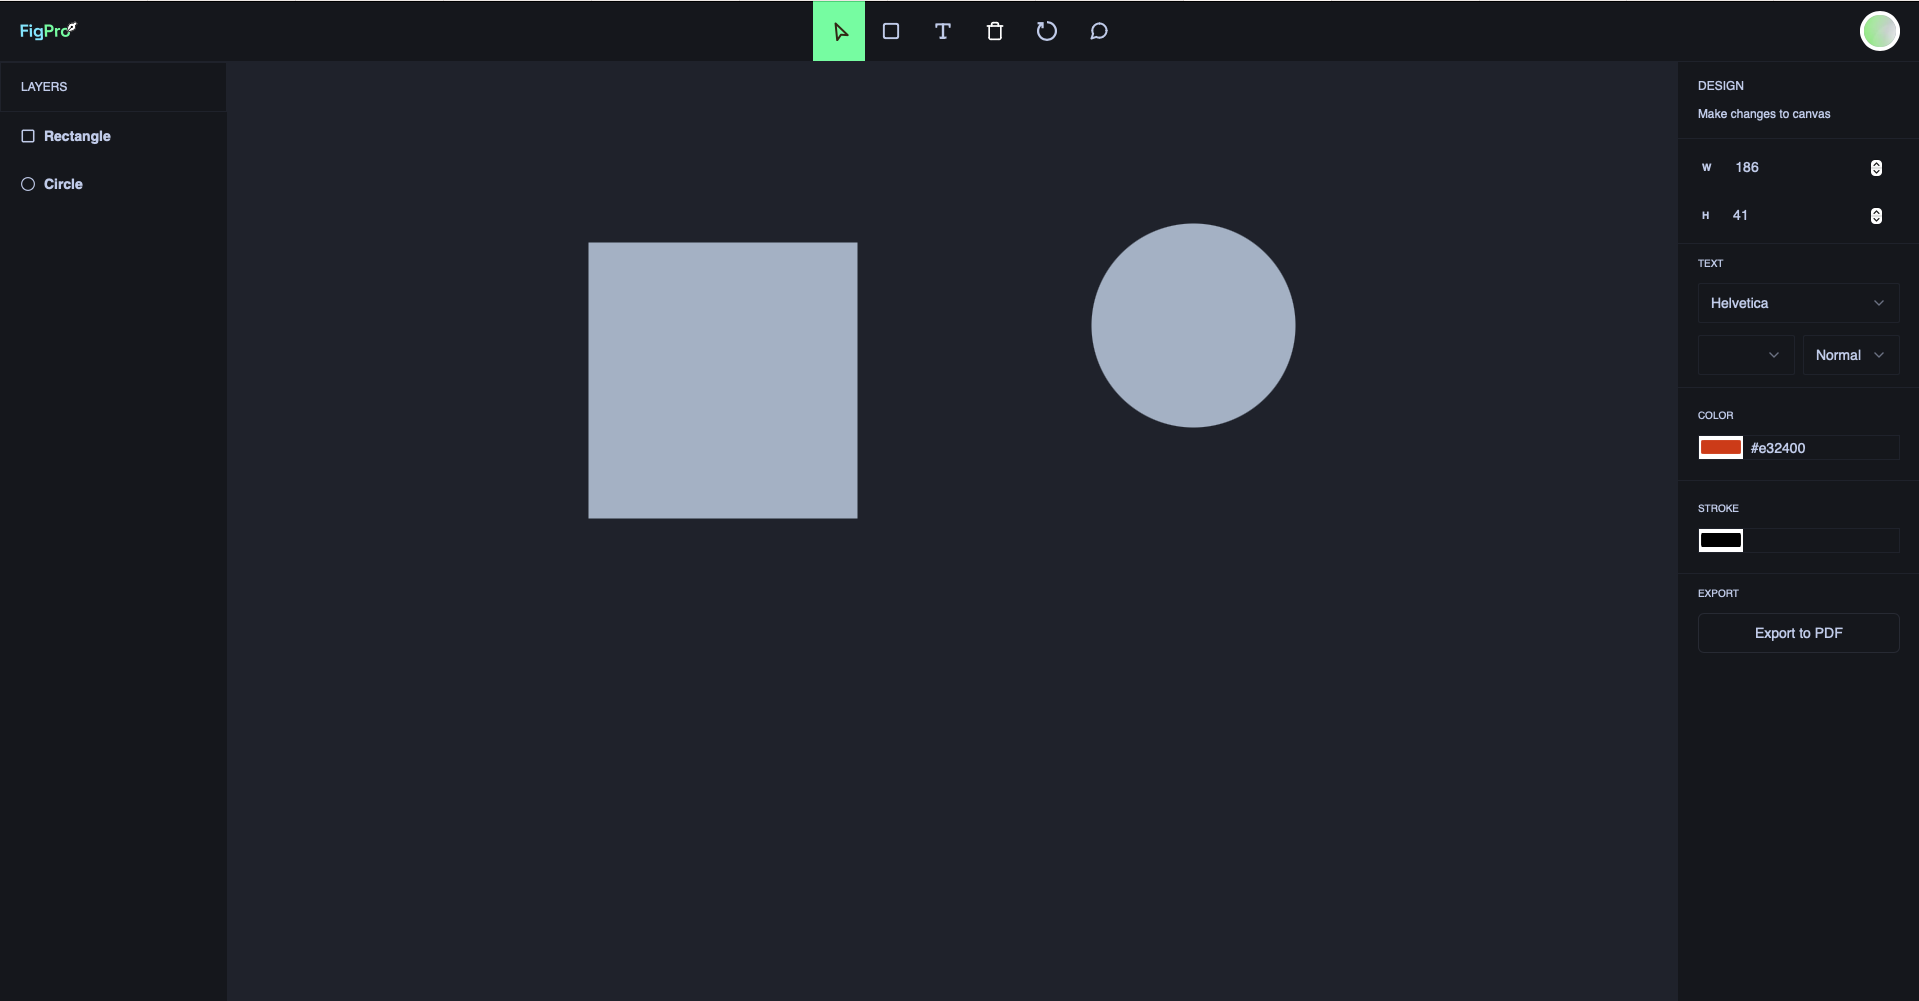 FigPro
LAYERS
Rectangle
Circle
DESIGN
Make changes to canvas
W 186
H 41
TEXT
Helvetica
Normal
COLOR
#e32400
STROKE
EXPORT
Export to PDF